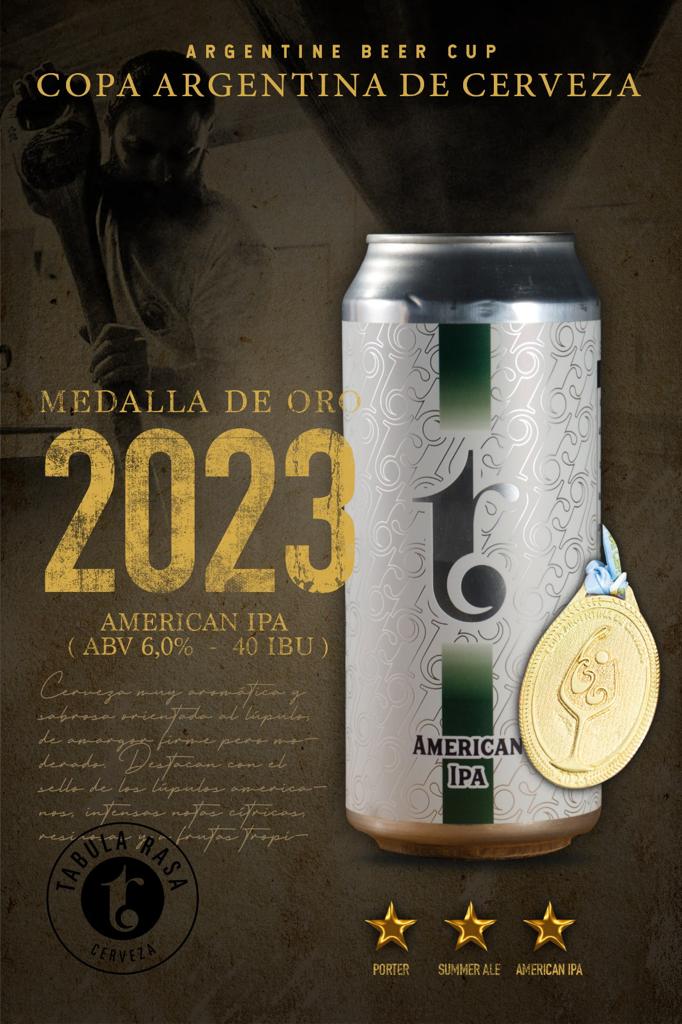 ARGENTINE BEER CUP
COPA ARGENTINA DE CERVEZA
MEDALLA DE ORO
2023
AMERICAN IPA
( ABV 6,0% - 40 IBU )
Cerveza muy aromática y
sabrosa orientada al lúpulo,
de amargor firme pero mo-
derado. Destacan con el
sello de los lúpulos america-
nos, intensas notas cítricas,
frutas tropi-
TABULA RASA
CERVEZA
AMERICAN
IPA
PORTER
SUMMER ALE
AMERICAN IPA